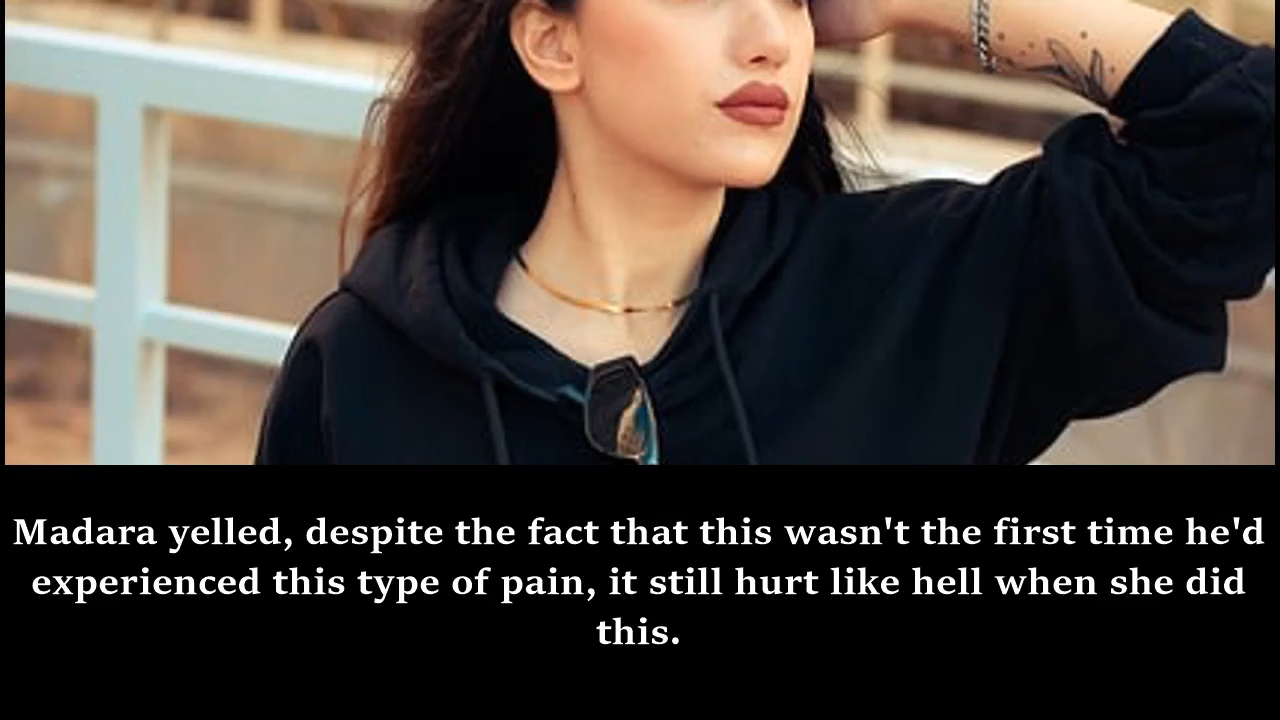 Madara yelled, despite the fact that this wasn't the first time he'd
experienced this type of pain, it still hurt like hell when she did
this.